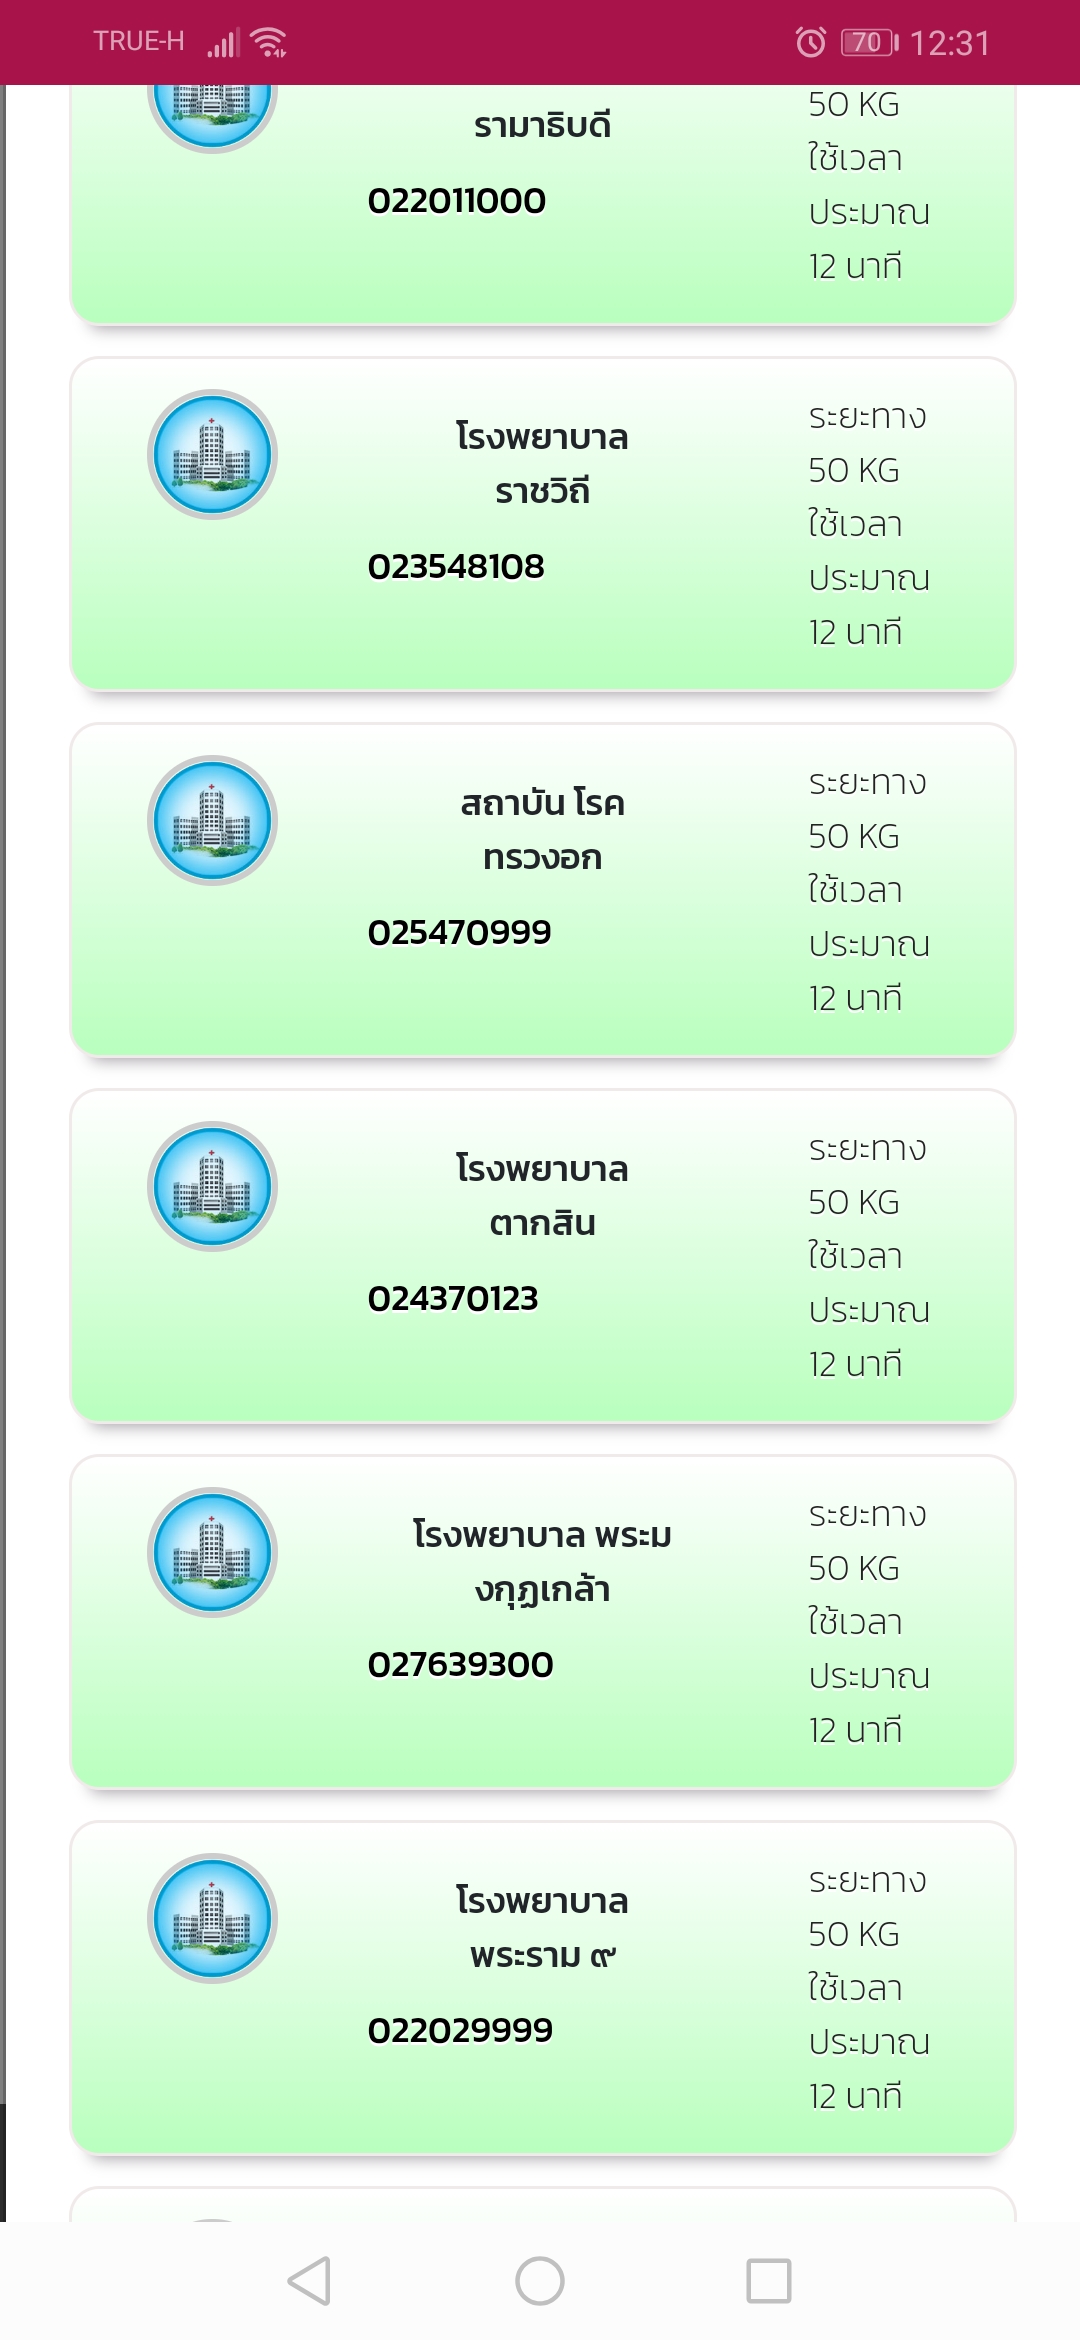 TRUE-H 70 12:31
รามาธิบดี
022011000
50 KG
ใช้เวลา
ประมาณ
12 นาที
โรงพยาบาล
ราชวิถี
023548108
ระยะทาง
50 KG
ใช้เวลา
ประมาณ
12 นาที
สถาบัน โรค
ทรวงอก
025470999
ระยะทาง
50 KG
ใช้เวลา
ประมาณ
12 นาที
โรงพยาบาล
ตากสิน
024370123
ระยะทาง
50 KG
ใช้เวลา
ประมาณ
12 นาที
โรงพยาบาล พระม
งกุฏเกล้า
027639300
ระยะทาง
50 KG
ใช้เวลา
ประมาณ
12 นาที
โรงพยาบาล
พระราม ๙
022029999
ระยะทาง
50 KG
ใช้เวลา
ประมาณ
12 นาที